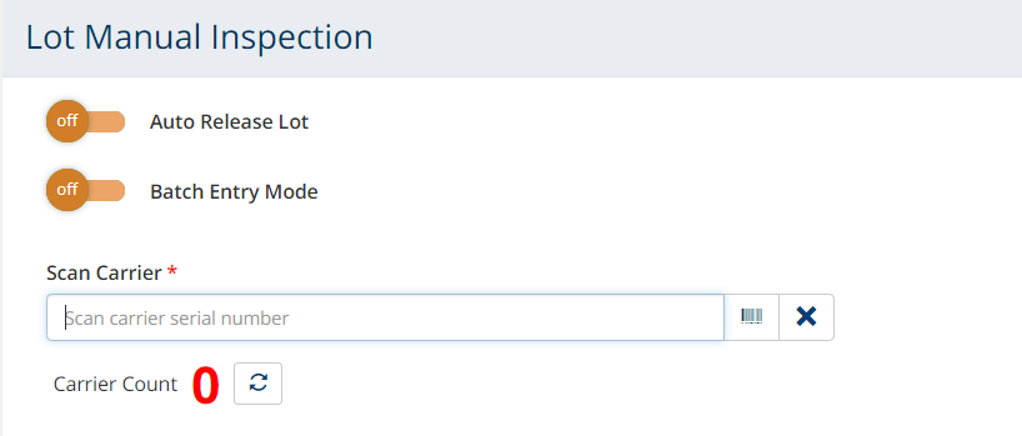 Lot Manual Inspection
off Auto Release Lot
off Batch Entry Mode
Scan Carrier *
Scan carrier serial number
Carrier Count 0